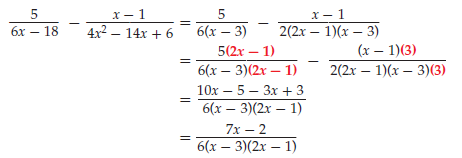 5/(6x − 18) − (x − 1)/(4x² − 14x + 6) = 5/(6(x − 3)) − (x − 1)/(2(2x − 1)(x − 3))
= 5(2x − 1)/(6(x − 3)(2x − 1)) − (x − 1)(3)/(2(2x − 1)(x − 3)(3))
= (10x − 5 − 3x + 3)/(6(x − 3)(2x − 1))
= (7x − 2)/(6(x − 3)(2x − 1))